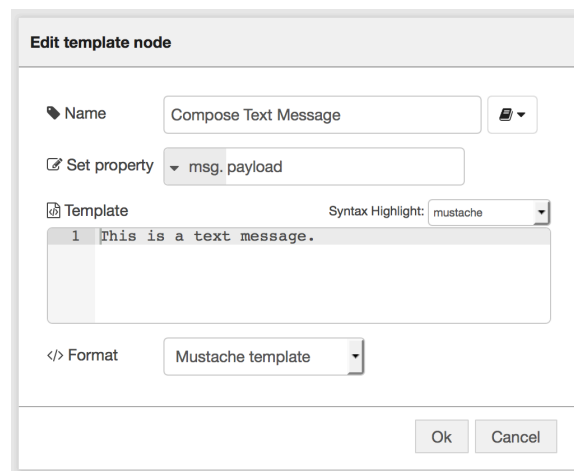 Edit template node
Name
Compose Text Message
Set property
msg. payload
Template
Syntax Highlight: mustache
1 This is a text message.
</> Format
Mustache template
Ok Cancel